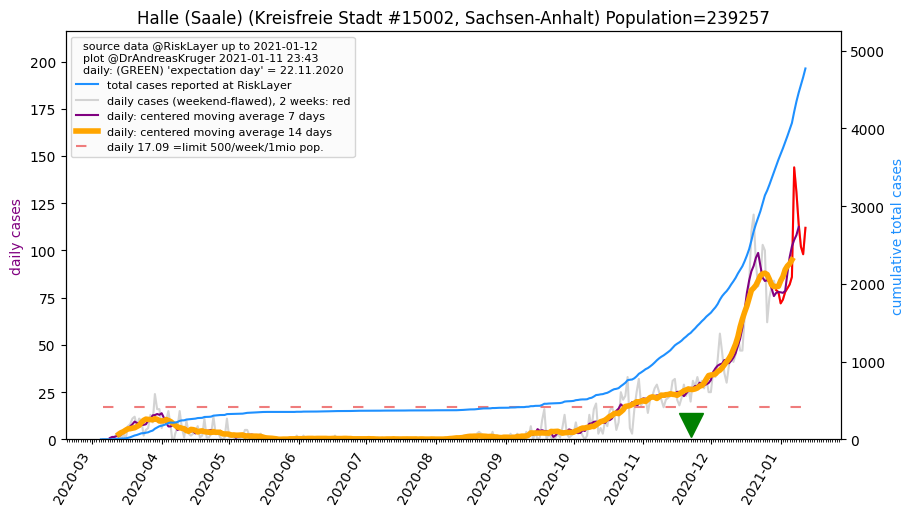 Halle (Saale) (Kreisfreie Stadt #15002, Sachsen-Anhalt) Population=239257
source data @RiskLayer up to 2021-01-12
plot @DrAndreasKruger 2021-01-11 23:43
daily: (GREEN) 'expectation day' = 22.11.2020
total cases reported at RiskLayer
daily cases (weekend-flawed), 2 weeks: red
daily: centered moving average 7 days
daily: centered moving average 14 days
daily 17.09 =limit 500/week/1mio pop.
daily cases
200
175
150
125
100
75
50
25
0
cumulative total cases
5000
4000
3000
2000
1000
0
2020-03
2020-04
2020-05
2020-06
2020-07
2020-08
2020-09
2020-10
2020-11
2020-12
2021-01